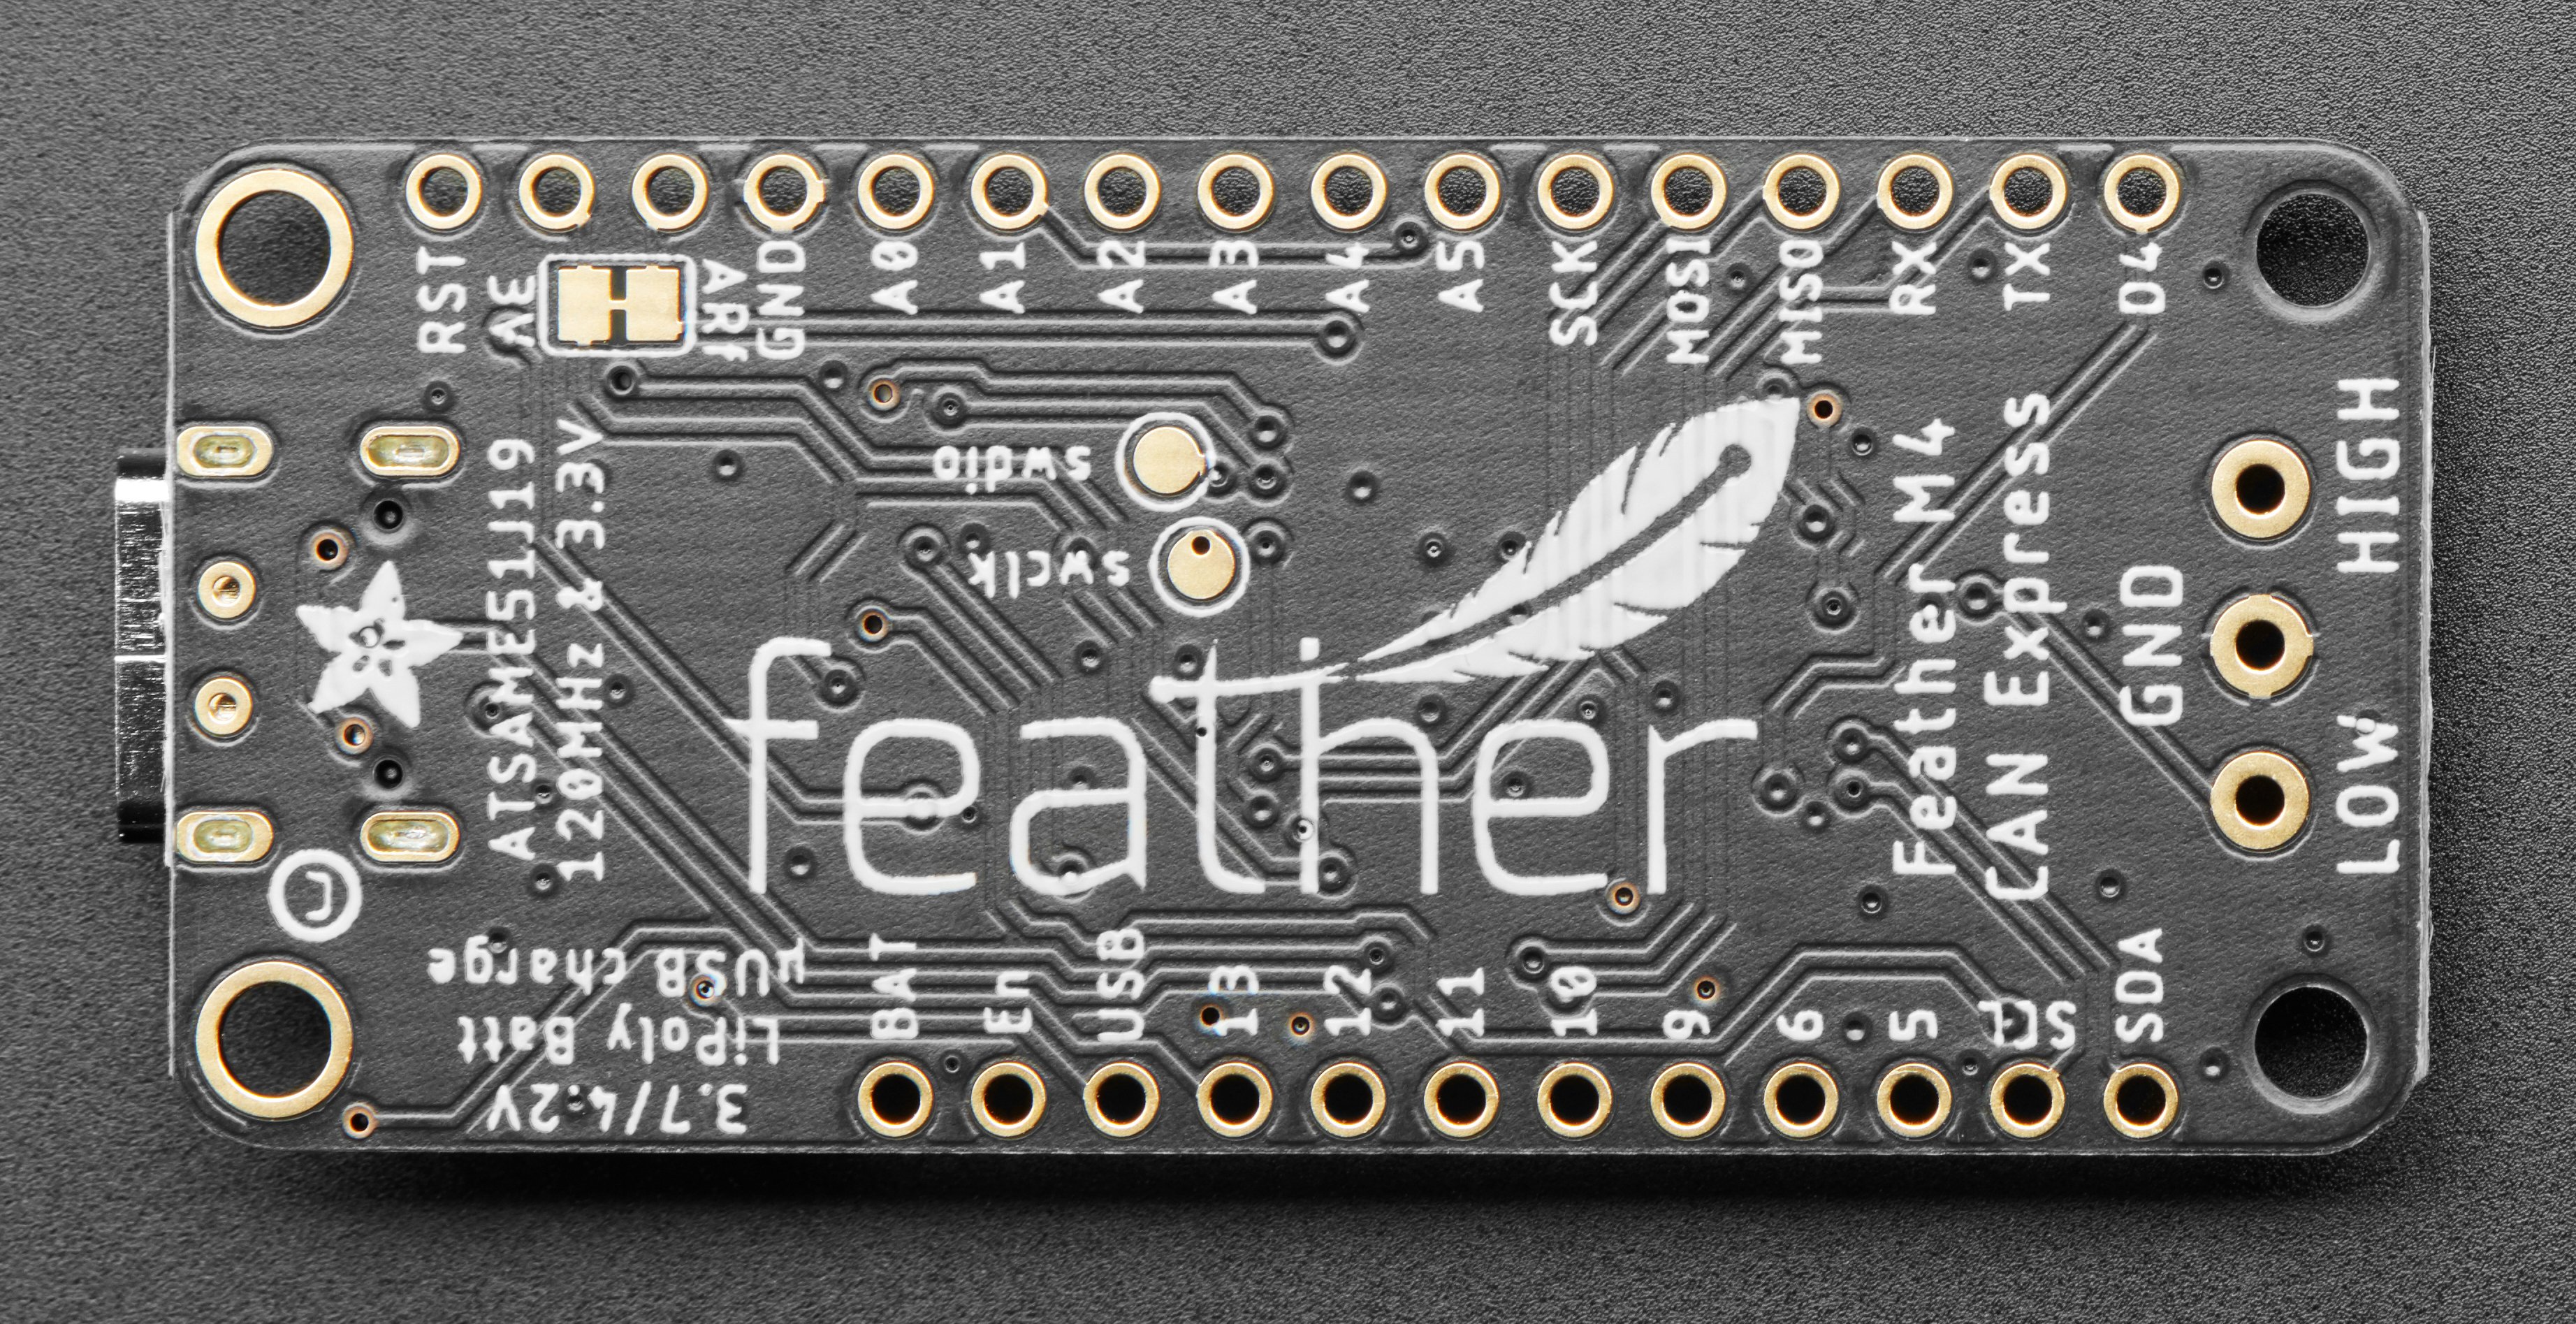 RST
3V
ARf
GND
A0
A1
A2
A3
A4
A5
SCK
MOSI
MISO
RX
TX
D4
swdio
swclk
ATSAME51J19
120MHz & 3.3V
feather
Feather M4
CAN Express
HIGH
GND
LOW
µUSB charge
LiPoly Batt
3.7/4.2V
BAT
En
USB
13
12
11
10
9
6
5
SCL
SDA